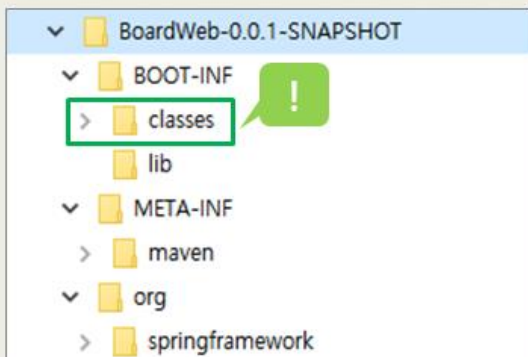 BoardWeb-0.0.1-SNAPSHOT
BOOT-INF
!
classes
lib
META-INF
maven
org
springframework